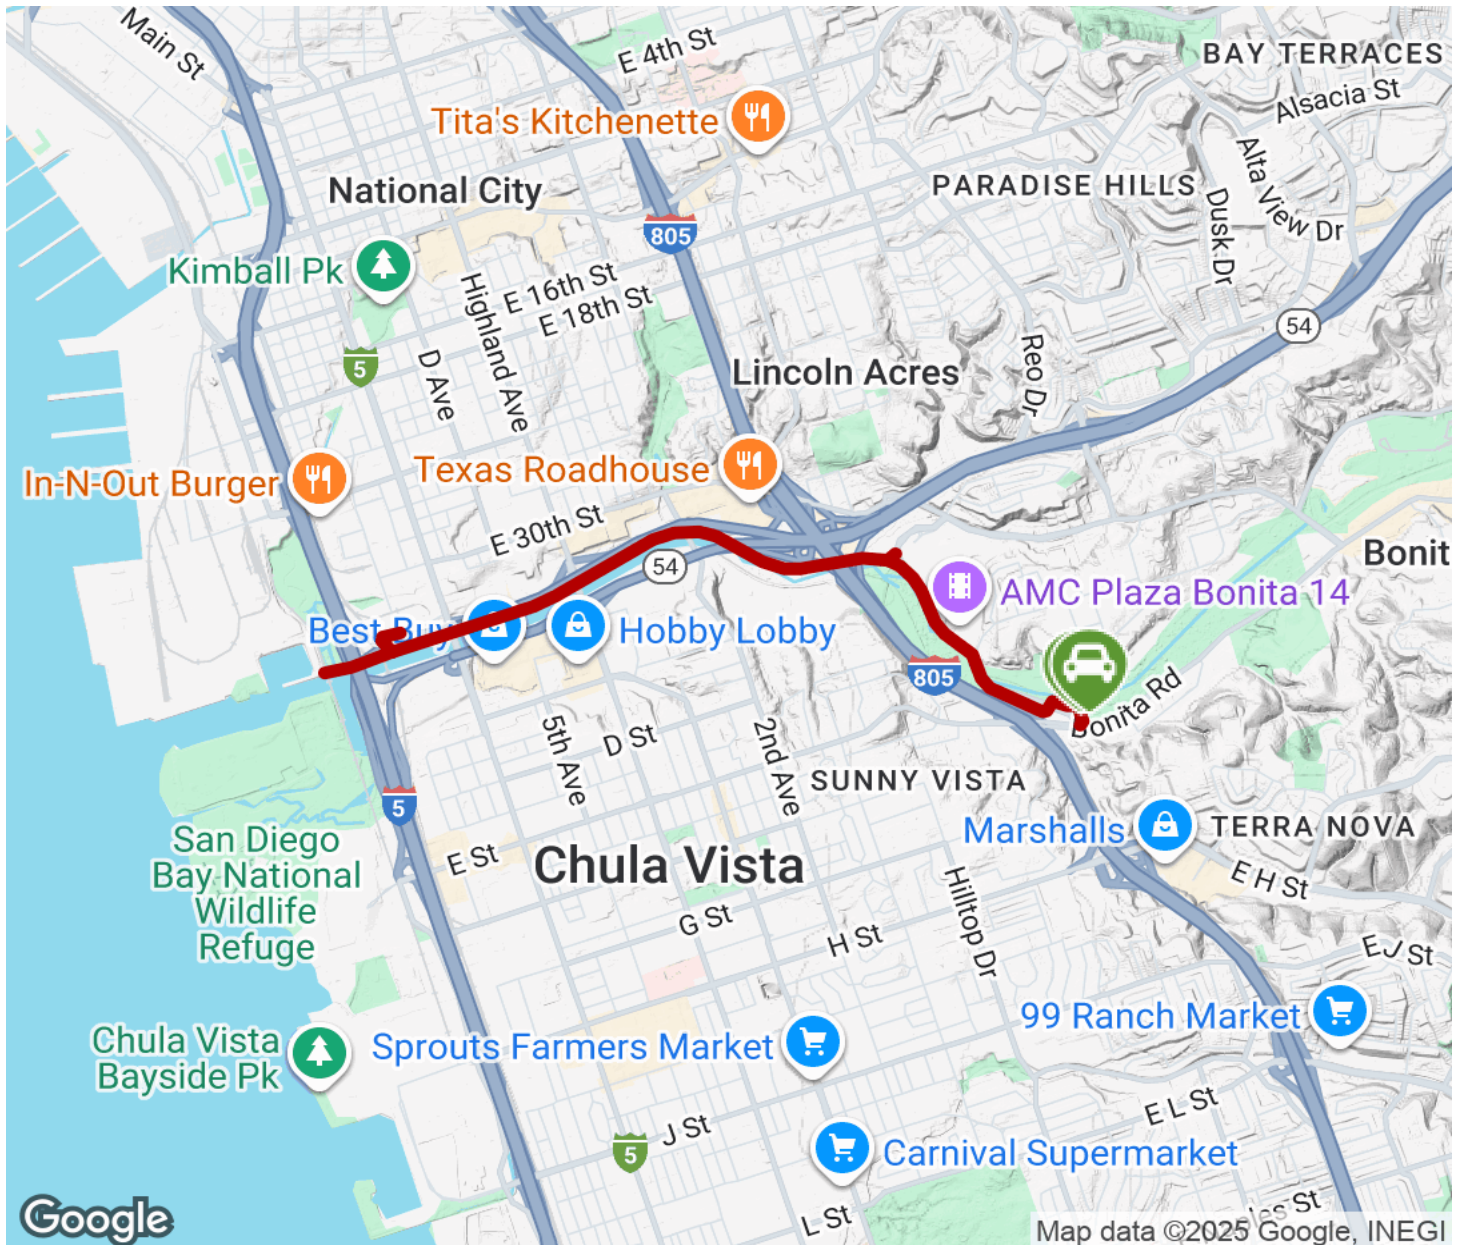 Main St
E 4th St
BAY TERRACES
Alsacia St
Tita's Kitchenette
Alta View Dr
National City
PARADISE HILLS
Dusk Dr
805
Kimball Pk
E 16th St
Highland Ave
E 18th St
54
5
D Ave
Lincoln Acres
Reo Dr
Texas Roadhouse
In-N-Out Burger
E 30th St
54
Bonit
AMC Plaza Bonita 14
Best Buy
Hobby Lobby
805
Bonita Rd
5th Ave
D St
2nd Ave
SUNNY VISTA
5
Marshalls
TERRA NOVA
San Diego
Bay National
Wildlife
Refuge
E St
Chula Vista
E H St
Hilltop Dr
G St
H St
E J St
99 Ranch Market
Chula Vista
Bayside Pk
Sprouts Farmers Market
J St
5
E L St
Carnival Supermarket
L St
Google
Map data ©2025 Google, INEGI